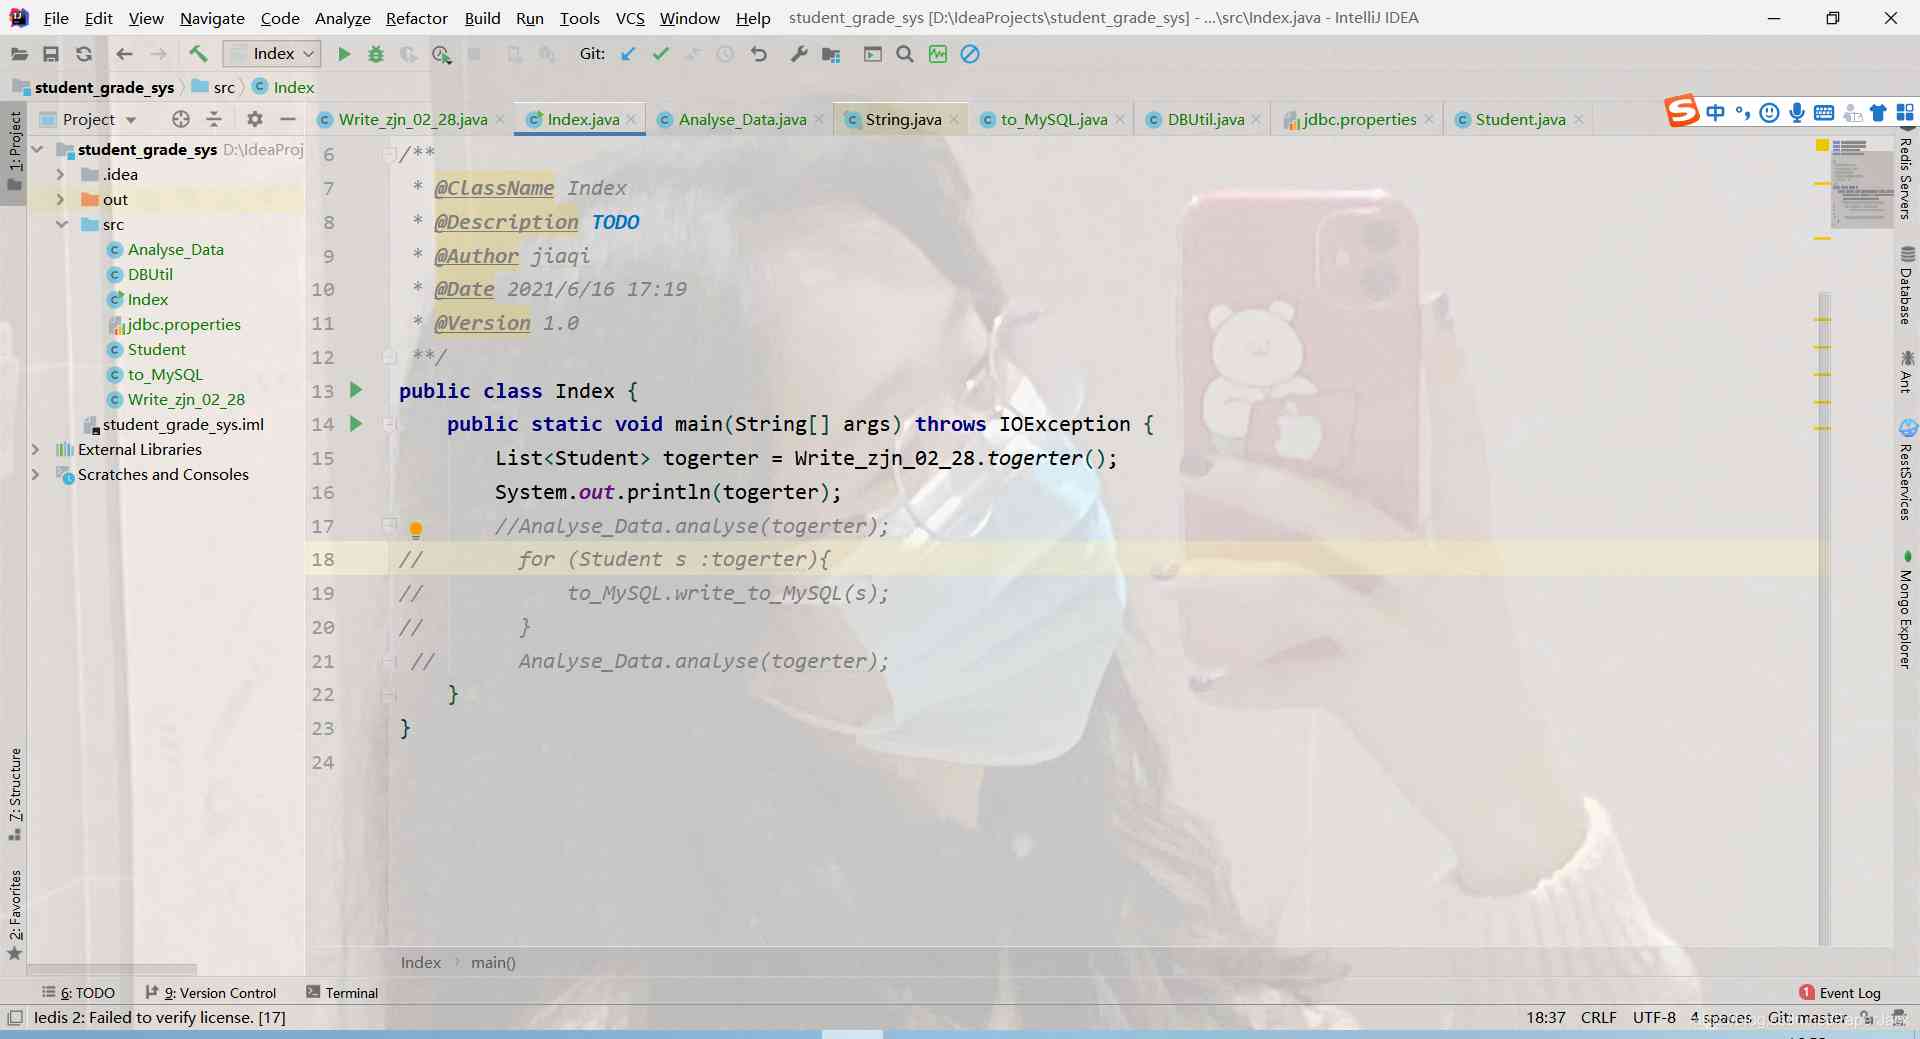 File Edit View Navigate Code Analyze Refactor Build Run Tools VCS Window Help student_grade_sys [D:\IdeaProjects\student_grade_sys] - ...\src\Index.java - IntelliJ IDEA
Index Git:
student_grade_sys src Index
Project Write_zjn_02_28.java Index.java Analyse_Data.java String.java to_MySQL.java DBUtil.java jdbc.properties Student.java 中
1: Project
7: Structure
2: Favorites
student_grade_sys D:\IdeaProj
.idea
out
src
Analyse_Data
DBUtil
Index
jdbc.properties
Student
to_MySQL
Write_zjn_02_28
student_grade_sys.iml
External Libraries
Scratches and Consoles
6 /**
7 * @ClassName Index
8 * @Description TODO
9 * @Author jiaqi
10 * @Date 2021/6/16 17:19
11 * @Version 1.0
12 **/
13 public class Index {
14 public static void main(String[] args) throws IOException {
15 List<Student> togerter = Write_zjn_02_28.togerter();
16 System.out.println(togerter);
17 //Analyse_Data.analyse(togerter);
18 // for (Student s :togerter){
19 // to_MySQL.write_to_MySQL(s);
20 // }
21 // Analyse_Data.analyse(togerter);
22 }
23 }
24
Redis Servers
Database
Ant
RestServices
Mongo Explorer
Index main()
6: TODO 9: Version Control Terminal 1 Event Log
Iedis 2: Failed to verify license. [17] 18:37 CRLF UTF-8 4 spaces Git: master